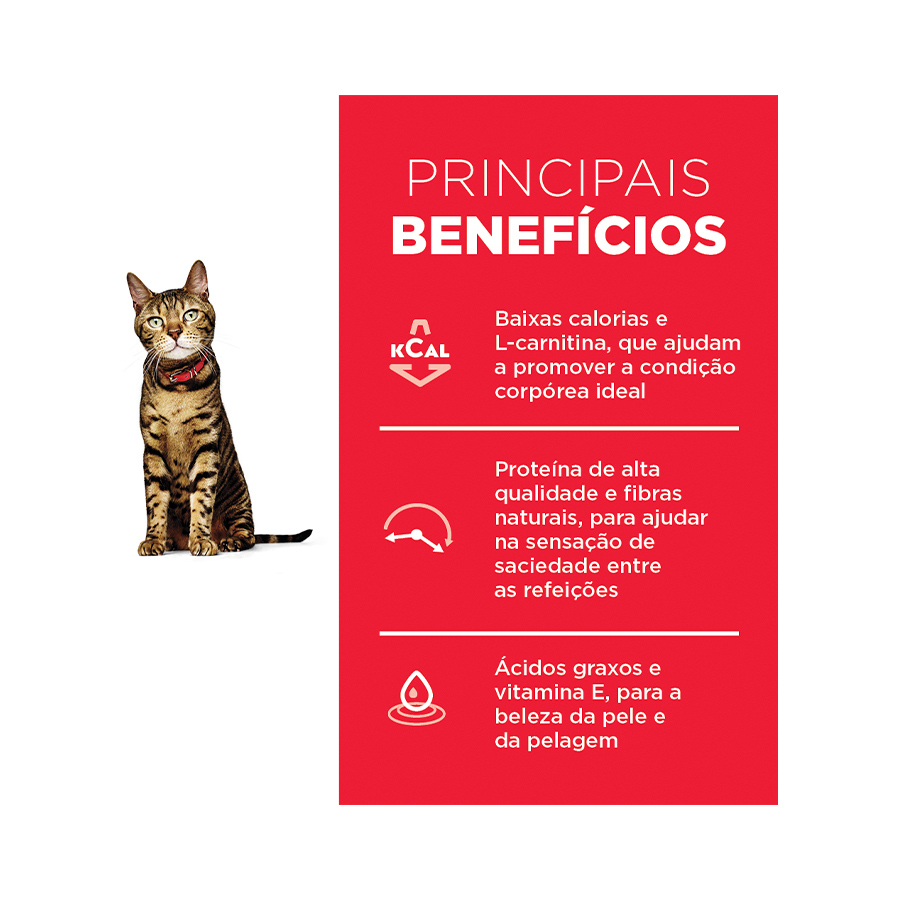 PRINCIPAIS
BENEFÍCIOS
KCAL
Baixas calorias e
L-carnitina, que ajudam
a promover a condição
corpórea ideal
Proteína de alta
qualidade e fibras
naturais, para ajudar
na sensação de
saciedade entre
as refeições
Ácidos graxos e
vitamina E, para a
beleza da pele e
da pelagem